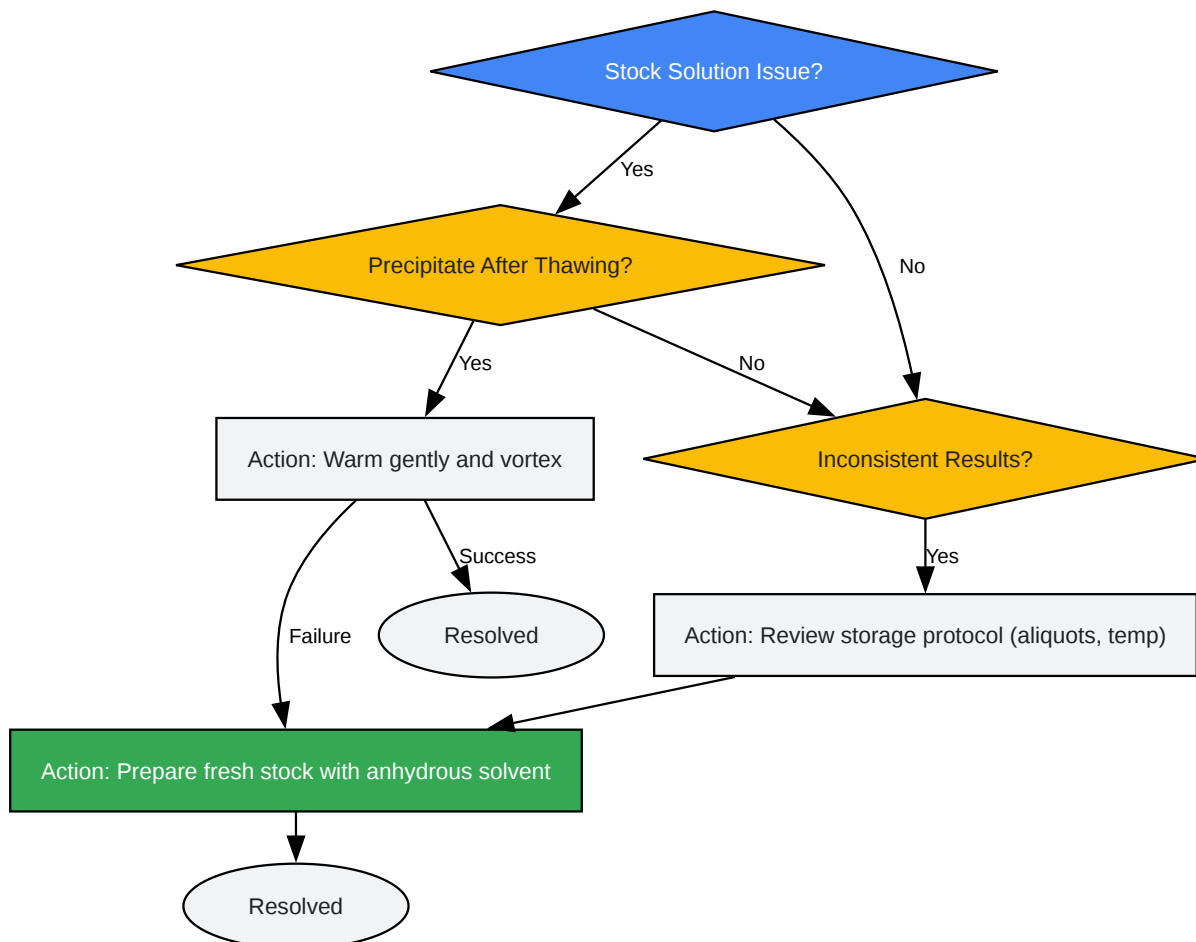 Stock Solution Issue?
Yes
Precipitate After Thawing?
No
Yes
No
Action: Warm gently and vortex
Inconsistent Results?
Success
Yes
Failure
Resolved
Action: Review storage protocol (aliquots, temp)
Action: Prepare fresh stock with anhydrous solvent
Resolved